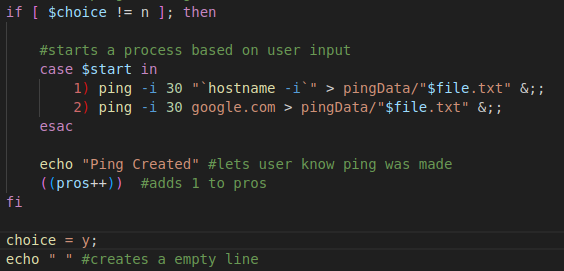 if [ $choice != n ]; then
#starts a process based on user input
case $start in
1) ping -i 30 "`hostname -i`" > pingData/"$file.txt" &;;
2) ping -i 30 google.com > pingData/"$file.txt" &;;
esac
echo "Ping Created" #lets user know ping was made
((pros++)) #adds 1 to pros
fi
choice = y;
echo " " #creates a empty line